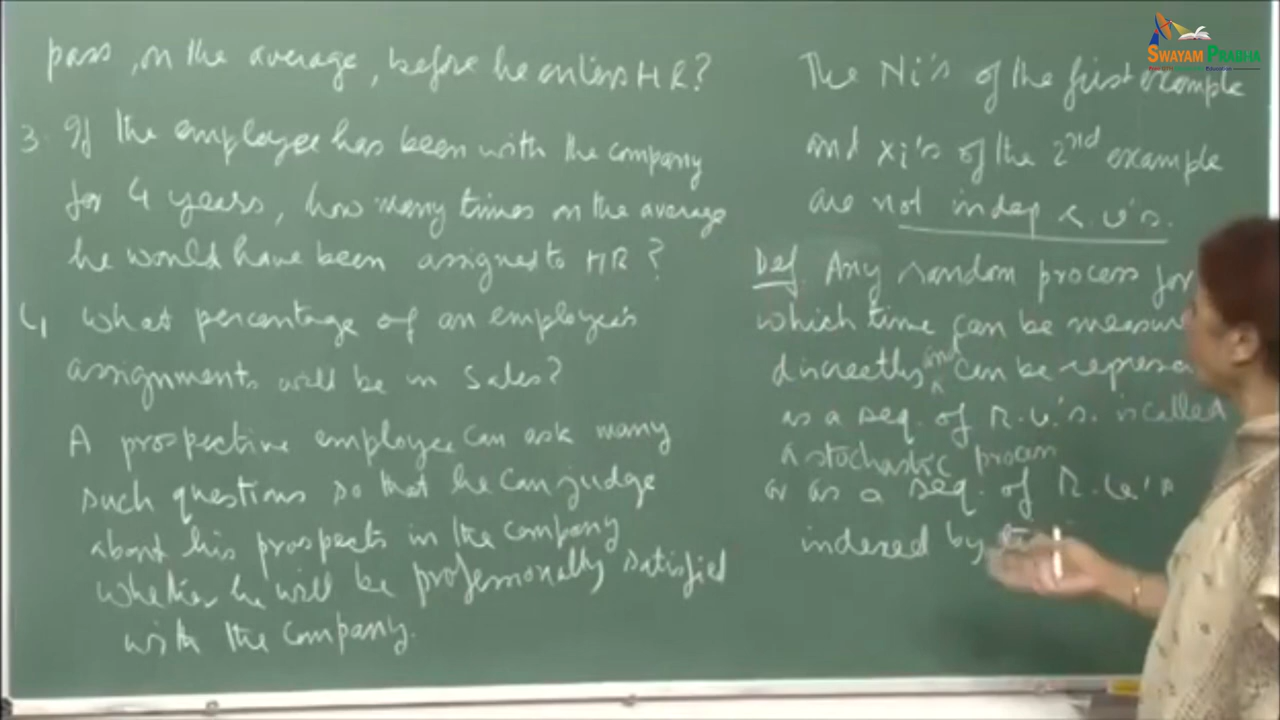 pass, on the average, before he enters HR?
3. If the employee has been with the company
for 4 years, how many times on the average
he would have been assigned to HR?
4, What percentage of an employee's
assignments will be in Sales?
A prospective employee can ask many
such questions so that he can judge
about his prospects in the company
whether he will be professionally satisfied
with the company.
The Ni's of the first example
and xi's of the 2nd example
are not indep r.v's.
Def. Any random process for
which time can be measu
discretely and can be represe
as a seq. of R.v's. is called
a stochastic process
or as a seq. of R.v's
indexed by
SWAYAM PRABHA